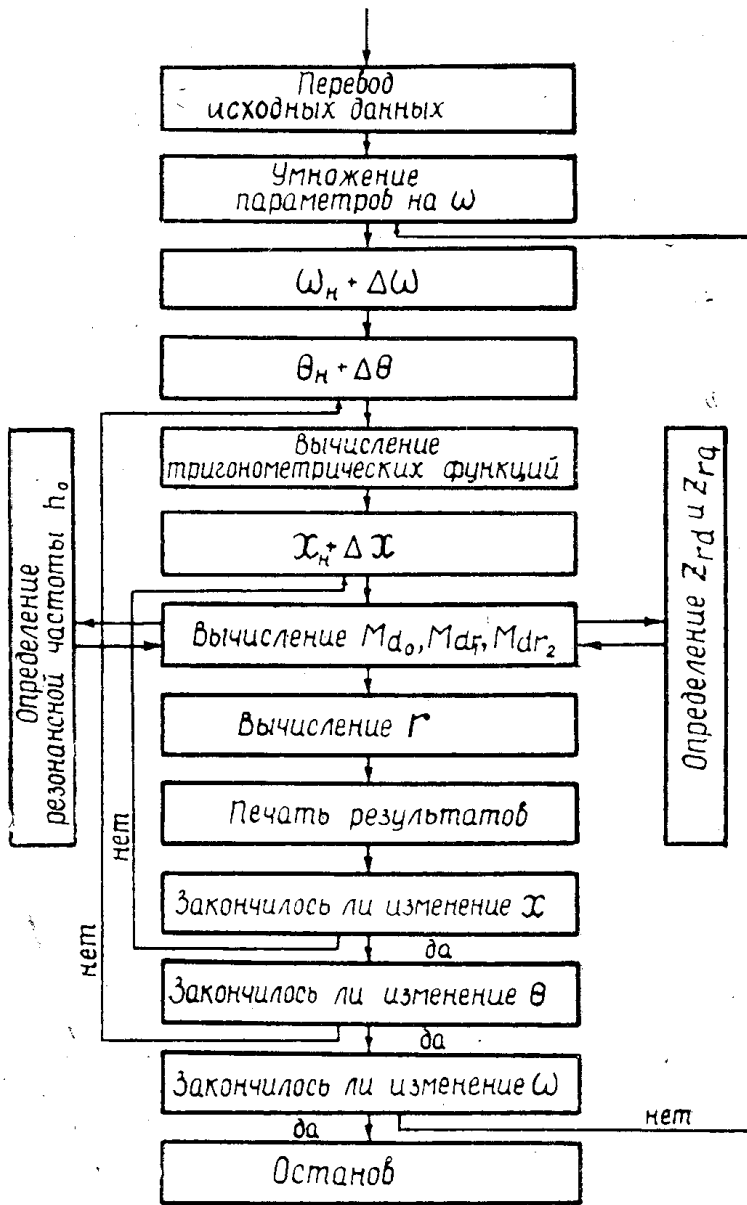 Перевод
исходных данных
Умножение
параметров на ω
ωн + Δω
θн + Δθ
Вычисление
тригонометрических функций
xн + Δx
Определение
резонансной частоты h₀
Вычисление Md₀, Mdr₁, Mdr₂
Определение Zrd и Zrq
Вычисление r
Печать результатов
нет
Закончилось ли изменение x
да
нет
Закончилось ли изменение θ
да
Закончилось ли изменение ω
да
нет
Останов